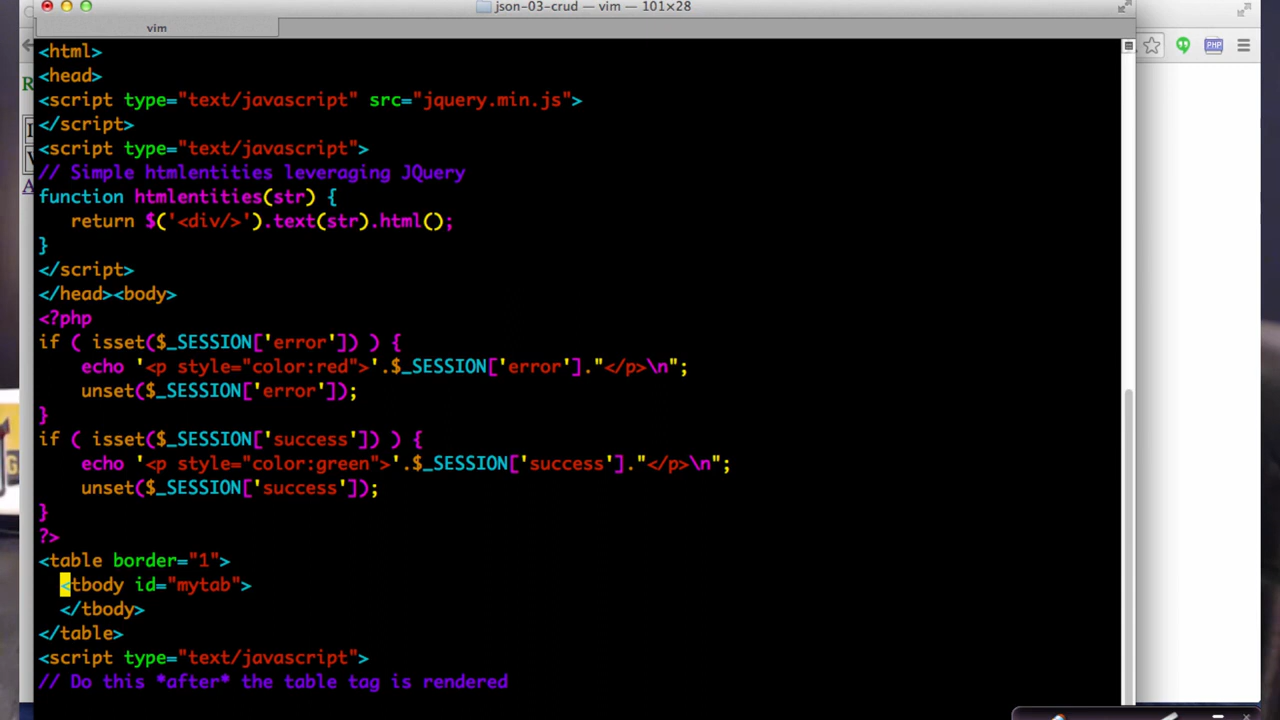 json-03-crud — vim — 101×28
vim
PHP
<html>
<head>
<script type="text/javascript" src="jquery.min.js">
</script>
<script type="text/javascript">
// Simple htmlentities leveraging JQuery
function htmlentities(str) {
   return $('<div/>').text(str).html();
}
</script>
</head><body>
<?php
if ( isset($_SESSION['error']) ) {
    echo '<p style="color:red">'.$_SESSION['error']."</p>\n";
    unset($_SESSION['error']);
}
if ( isset($_SESSION['success']) ) {
    echo '<p style="color:green">'.$_SESSION['success']."</p>\n";
    unset($_SESSION['success']);
}
?>
<table border="1">
  <tbody id="mytab">
  </tbody>
</table>
<script type="text/javascript">
// Do this *after* the table tag is rendered